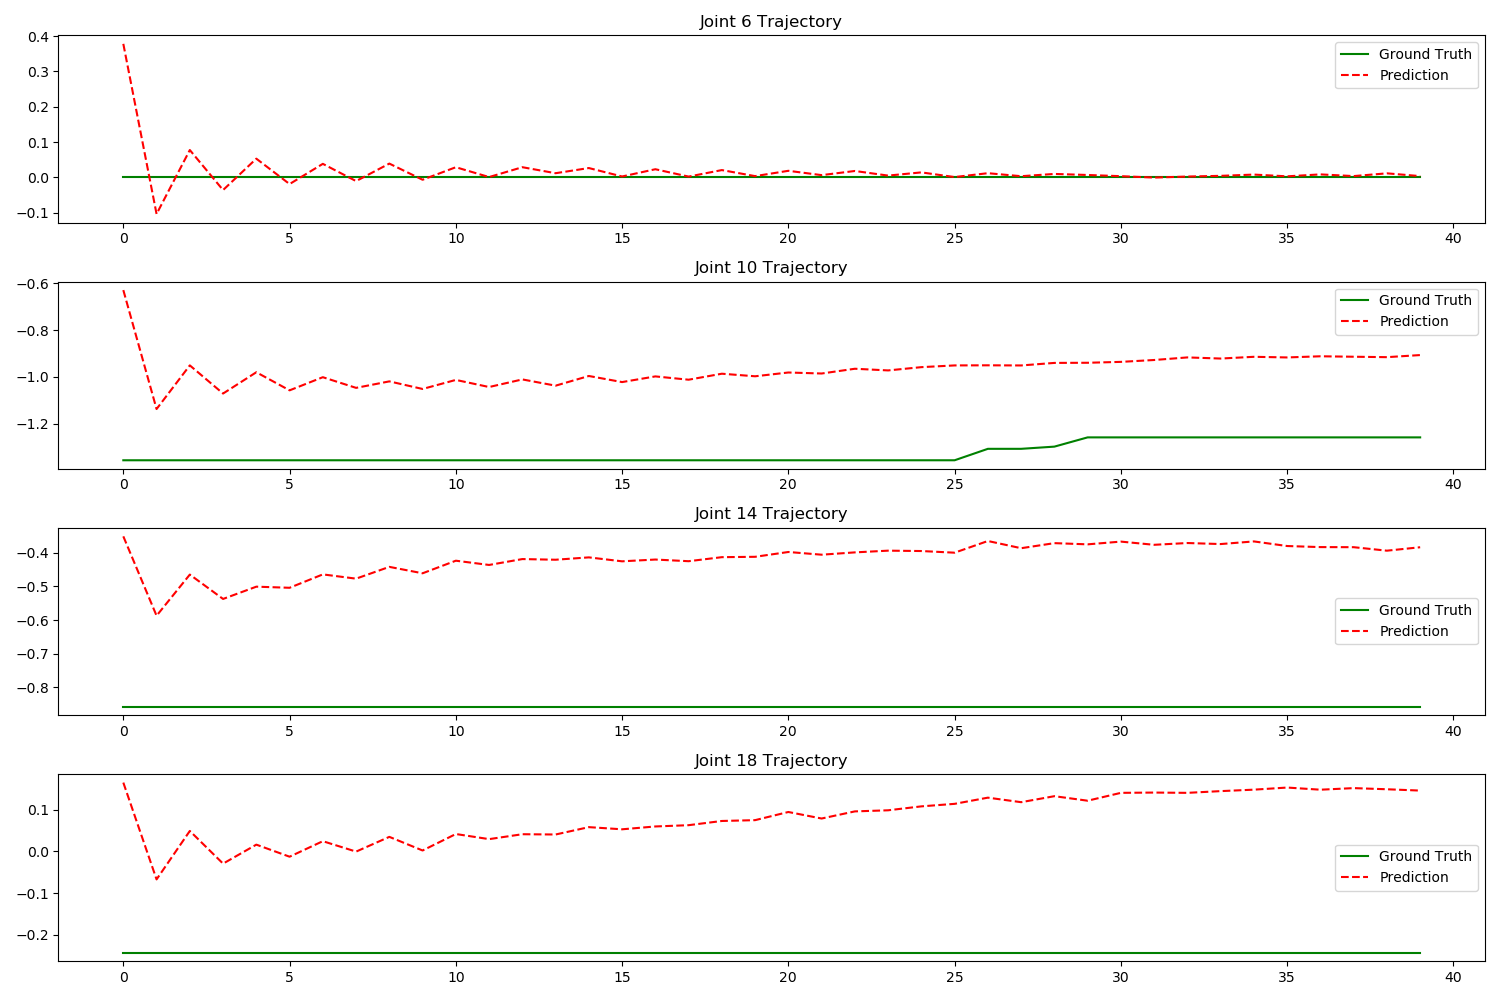 Joint 6 Trajectory
0.4
0.3
0.2
0.1
0.0
−0.1
Ground Truth
Prediction
0 5 10 15 20 25 30 35 40
Joint 10 Trajectory
−0.6
−0.8
−1.0
−1.2
Ground Truth
Prediction
0 5 10 15 20 25 30 35 40
Joint 14 Trajectory
−0.4
−0.5
−0.6
−0.7
−0.8
Ground Truth
Prediction
0 5 10 15 20 25 30 35 40
Joint 18 Trajectory
0.1
0.0
−0.1
−0.2
Ground Truth
Prediction
0 5 10 15 20 25 30 35 40